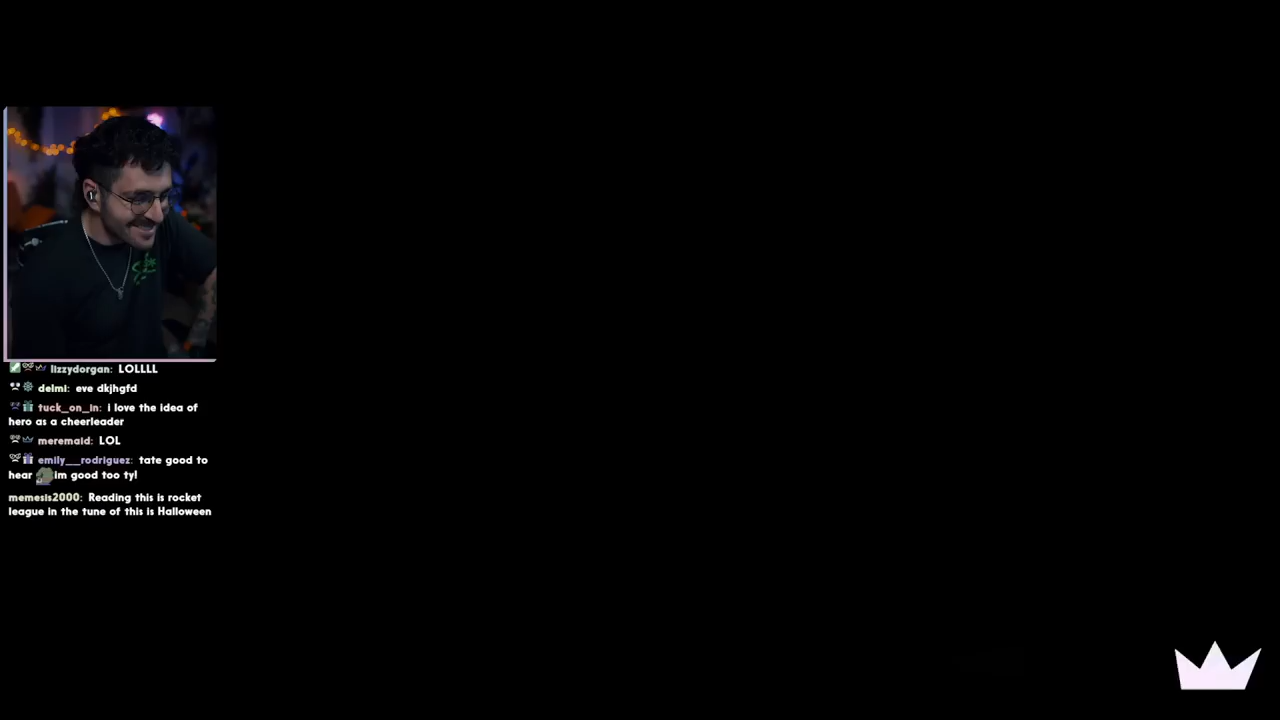 lizzydorgan: LOLLLL
delmi: eve dkjhgfd
tuck_on_in: i love the idea of
hero as a cheerleader
meremaid: LOL
emily__rodriguez: tate good to
hear im good too ty!
memesis2000: Reading this is rocket
league in the tune of this is Halloween